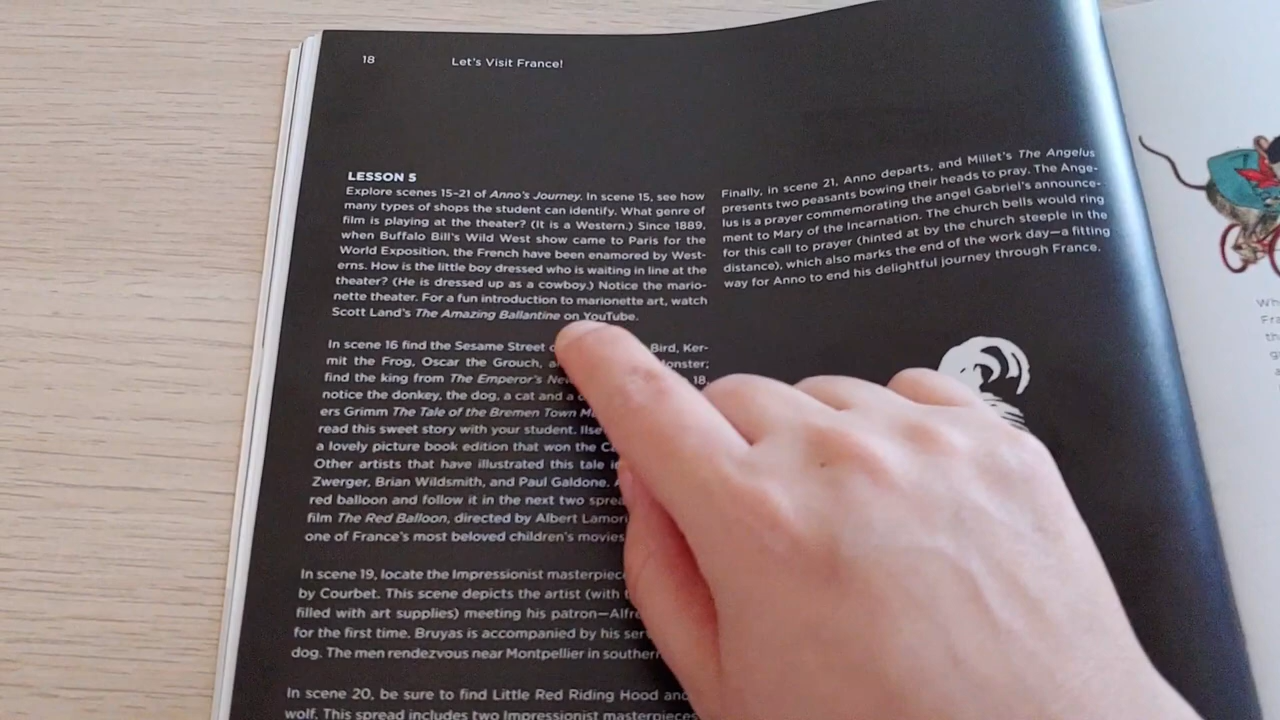 18 Let's Visit France!
LESSON 5
Explore scenes 15–21 of Anno's Journey. In scene 15, see how
many types of shops the student can identify. What genre of
film is playing at the theater? (It is a Western.) Since 1889,
when Buffalo Bill's Wild West show came to Paris for the
World Exposition, the French have been enamored by West-
erns. How is the little boy dressed who is waiting in line at the
theater? (He is dressed up as a cowboy.) Notice the mario-
nette theater. For a fun introduction to marionette art, watch
Scott Land's The Amazing Ballantine on YouTube.
In scene 16 find the Sesame Street Bird, Ker-
mit the Frog, Oscar the Grouch,
find the king from The Emperor's 18,
notice the donkey, the dog, a cat and a
ers Grimm The Tale of the Bremen Town
read this sweet story with your student.
a lovely picture book edition that won the
Other artists that have illustrated this tale
Zwerger, Brian Wildsmith, and Paul Galdone.
red balloon and follow it in the next two
film The Red Balloon, directed by Albert
one of France's most beloved children's movies
In scene 19, locate the Impressionist
by Courbet. This scene depicts the artist (with
filled with art supplies) meeting his patron—
for the first time. Bruyas is accompanied by his
dog. The men rendezvous near Montpellier in
In scene 20, be sure to find Little Red Riding Hood and
wolf. This spread includes two Impressionist masterpieces
Finally, in scene 21, Anno departs, and Millet's The Angelus
presents two peasants bowing their heads to pray. The Ange-
lus is a prayer commemorating the angel Gabriel's announce-
ment to Mary of the Incarnation. The church bells would ring
for this call to prayer (hinted at by the church steeple in the
distance), which also marks the end of the work day—a fitting
way for Anno to end his delightful journey through France.